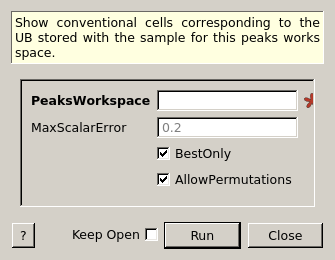 Show conventional cells corresponding to the
UB stored with the sample for this peaks works
space.
PeaksWorkspace
MaxScalarError 0.2
BestOnly
AllowPermutations
? Keep Open Run Close